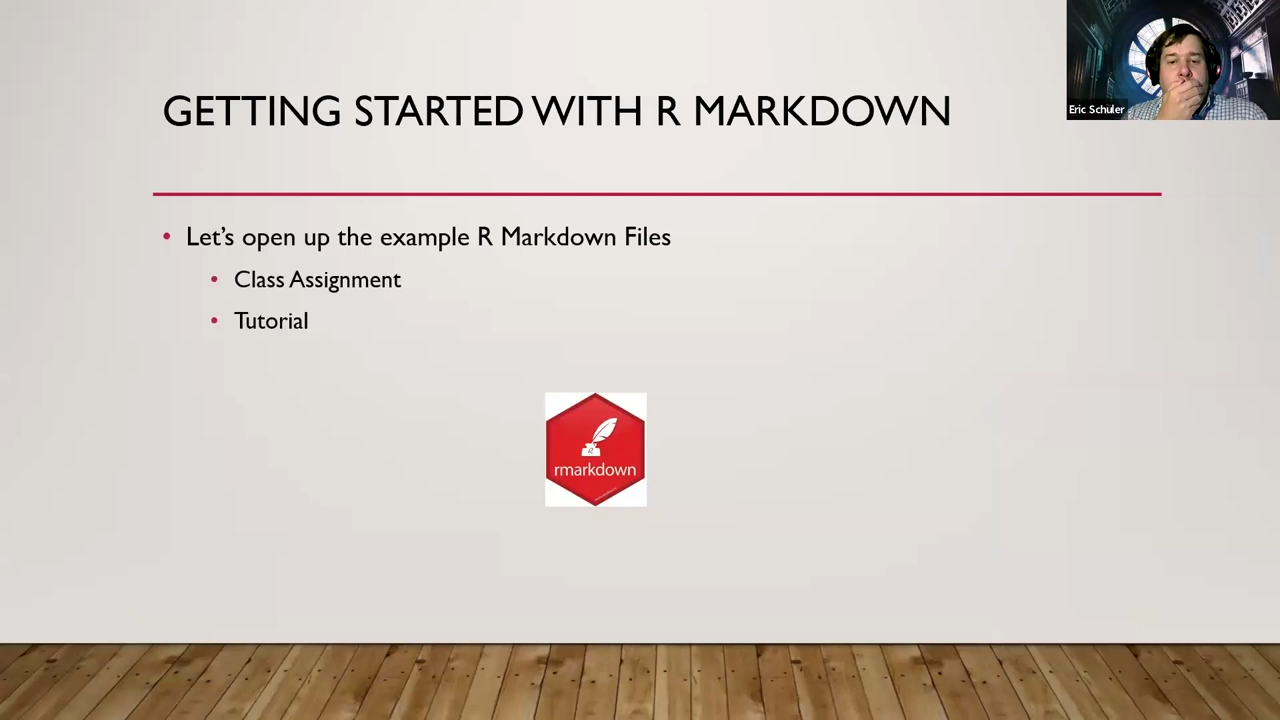 GETTING STARTED WITH R MARKDOWN
Eric Schuler
• Let's open up the example R Markdown Files
• Class Assignment
• Tutorial
rmarkdown